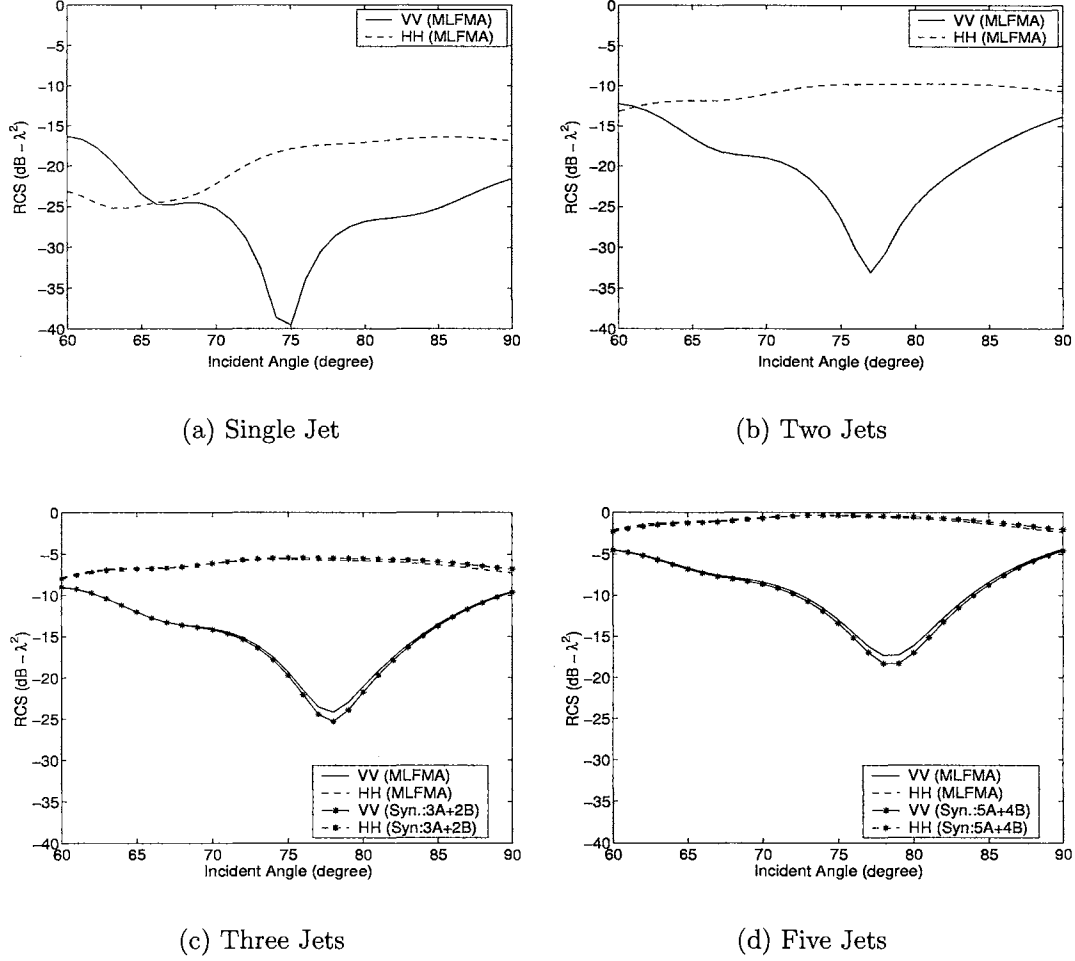 0
−5
−10
−15
−20
−25
−30
−35
−40
RCS (dB − λ²)
VV (MLFMA)
HH (MLFMA)
60 65 70 75 80 85 90
Incident Angle (degree)
(a) Single Jet
0
−5
−10
−15
−20
−25
−30
−35
−40
RCS (dB − λ²)
VV (MLFMA)
HH (MLFMA)
60 65 70 75 80 85 90
Incident Angle (degree)
(b) Two Jets
0
−5
−10
−15
−20
−25
−30
−35
−40
RCS (dB − λ²)
VV (MLFMA)
HH (MLFMA)
VV (Syn.:3A+2B)
HH (Syn:3A+2B)
60 65 70 75 80 85 90
Incident Angle (degree)
(c) Three Jets
0
−5
−10
−15
−20
−25
−30
−35
−40
RCS (dB − λ²)
VV (MLFMA)
HH (MLFMA)
VV (Syn.:5A+4B)
HH (Syn:5A+4B)
60 65 70 75 80 85 90
Incident Angle (degree)
(d) Five Jets